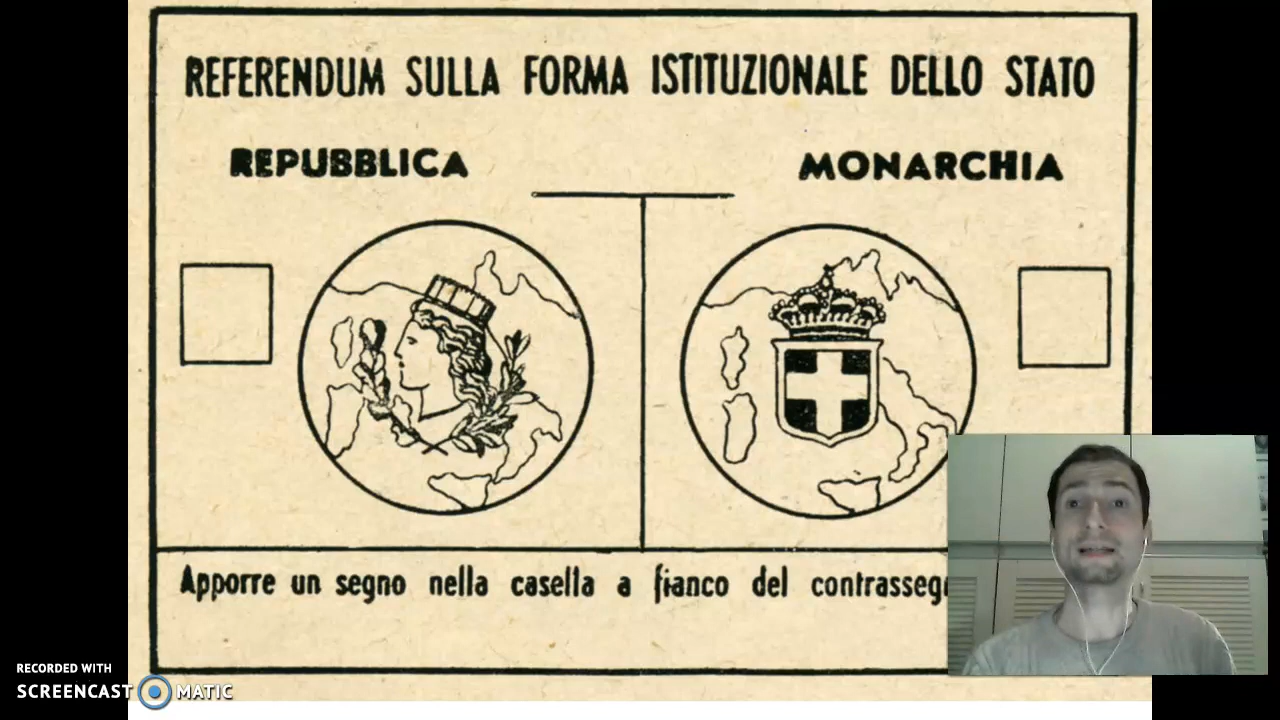 REFERENDUM SULLA FORMA ISTITUZIONALE DELLO STATO
REPUBBLICA
MONARCHIA
Apporre un segno nella casella a fianco del contrassegn
RECORDED WITH
SCREENCAST MATIC